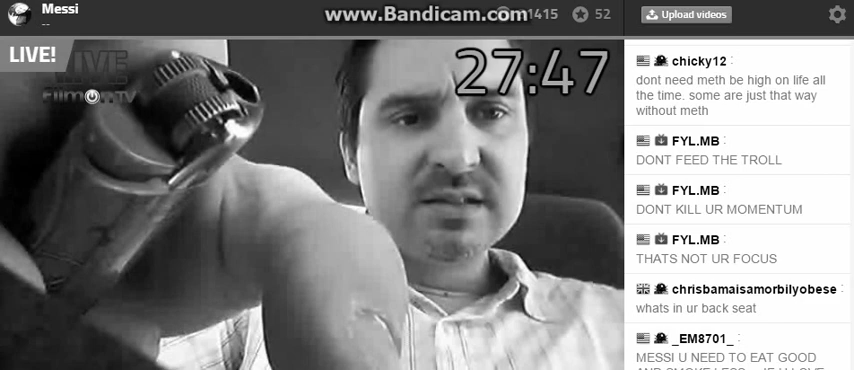 Messi
--
www.Bandicam.com
1415
52
Upload videos
LIVE!
LIVE
FilmOn.TV
27:47
chicky12 :
dont need meth be high on life all
the time. some are just that way
without meth
FYL.MB :
DONT FEED THE TROLL
FYL.MB :
DONT KILL UR MOMENTUM
FYL.MB :
THATS NOT UR FOCUS
chrisbamaisamorbilyobese :
whats in ur back seat
_EM8701_ :
MESSI U NEED TO EAT GOOD